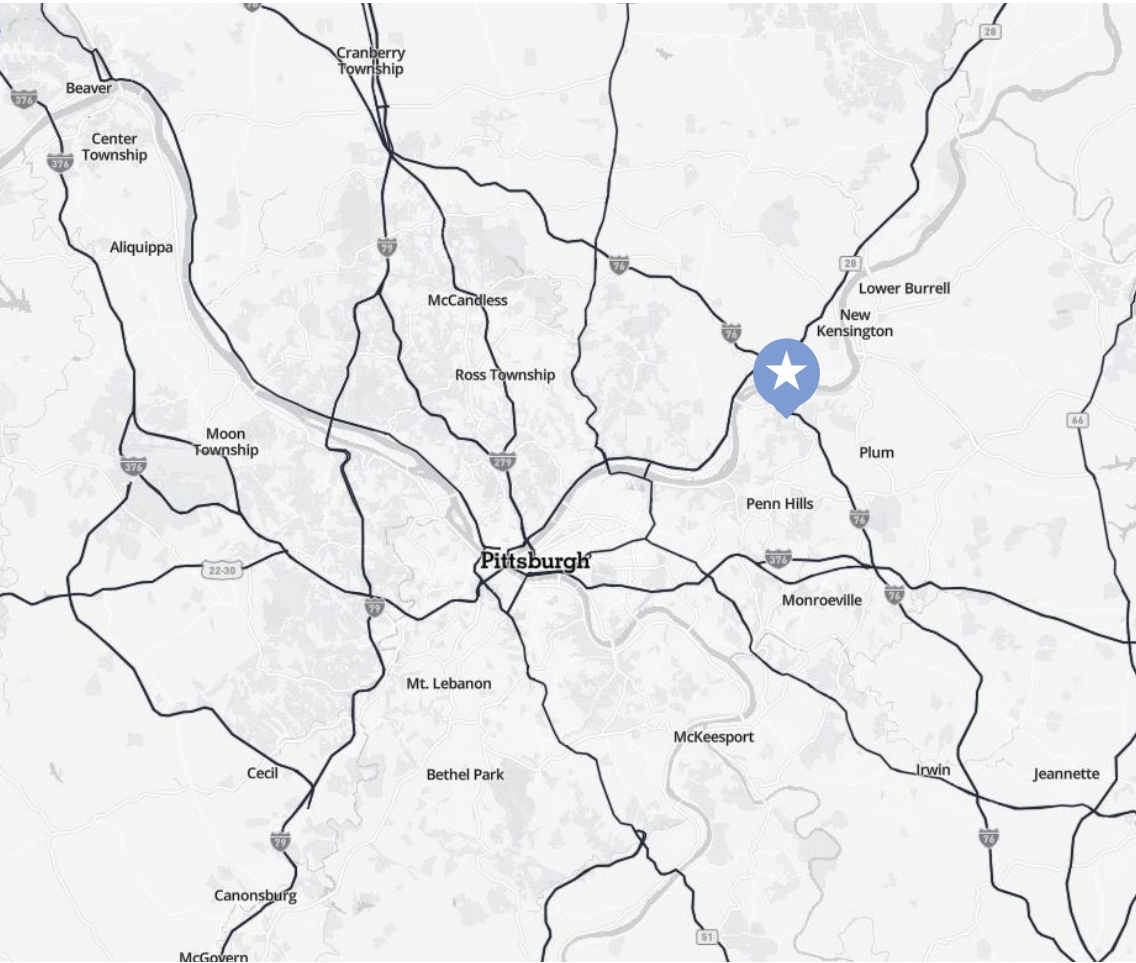 28
Cranberry
Township
Beaver
376
Center
Township
376
Aliquippa
79
76
28
Lower Burrell
McCandless
New
Kensington
76
Ross Township
66
Moon
Township
Plum
376
279
Penn Hills
76
Pittsburgh
376
22-30
76
Monroeville
79
Mt. Lebanon
McKeesport
Cecil
Bethel Park
Irwin
Jeannette
79
76
Canonsburg
51
McGovern